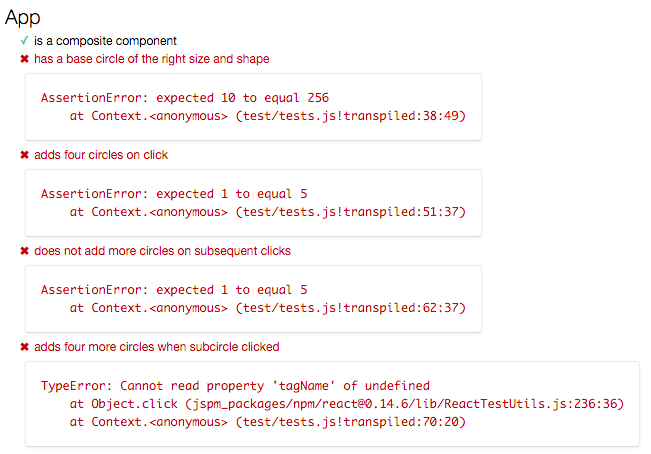 App
✓ is a composite component
✖ has a base circle of the right size and shape
AssertionError: expected 10 to equal 256
at Context.<anonymous> (test/tests.js!transpiled:38:49)
✖ adds four circles on click
AssertionError: expected 1 to equal 5
at Context.<anonymous> (test/tests.js!transpiled:51:37)
✖ does not add more circles on subsequent clicks
AssertionError: expected 1 to equal 5
at Context.<anonymous> (test/tests.js!transpiled:62:37)
✖ adds four more circles when subcircle clicked
TypeError: Cannot read property 'tagName' of undefined
at Object.click (jspm_packages/npm/react@0.14.6/lib/ReactTestUtils.js:236:36)
at Context.<anonymous> (test/tests.js!transpiled:70:20)